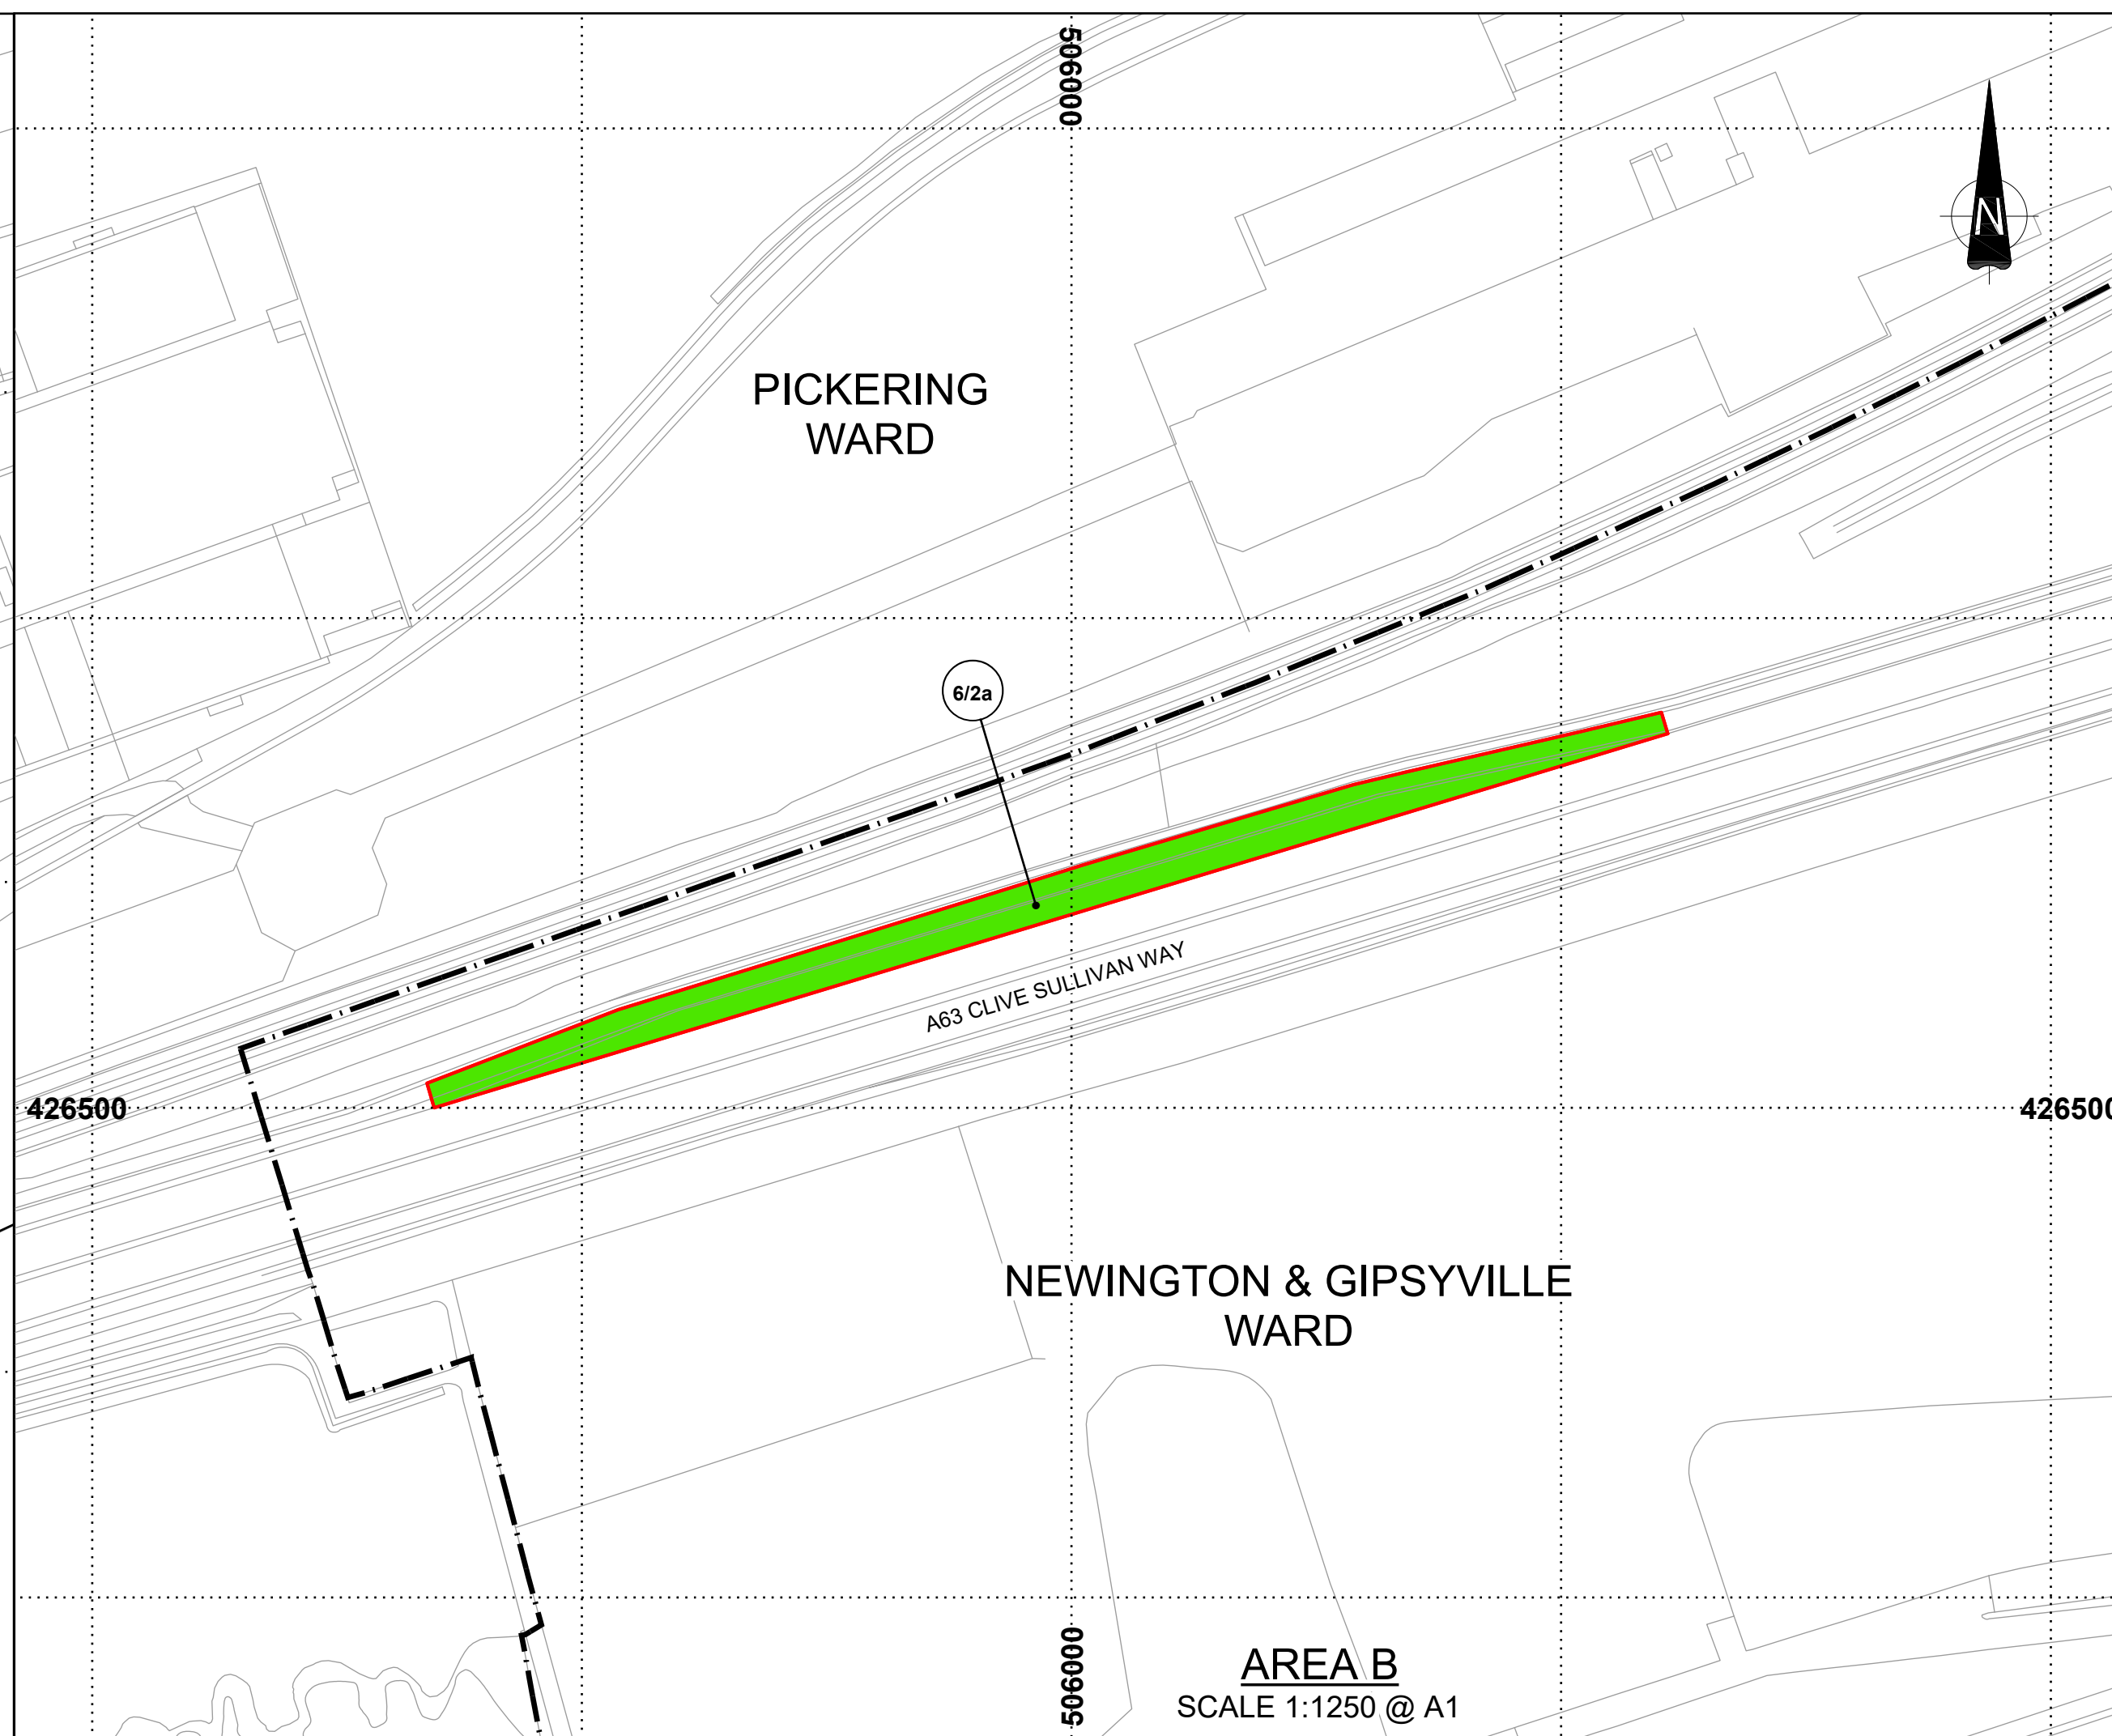 506000
N
PICKERING
WARD
6/2a
A63 CLIVE SULLIVAN WAY
426500
426500
NEWINGTON & GIPSYVILLE
WARD
506000
AREA B
SCALE 1:1250 @ A1